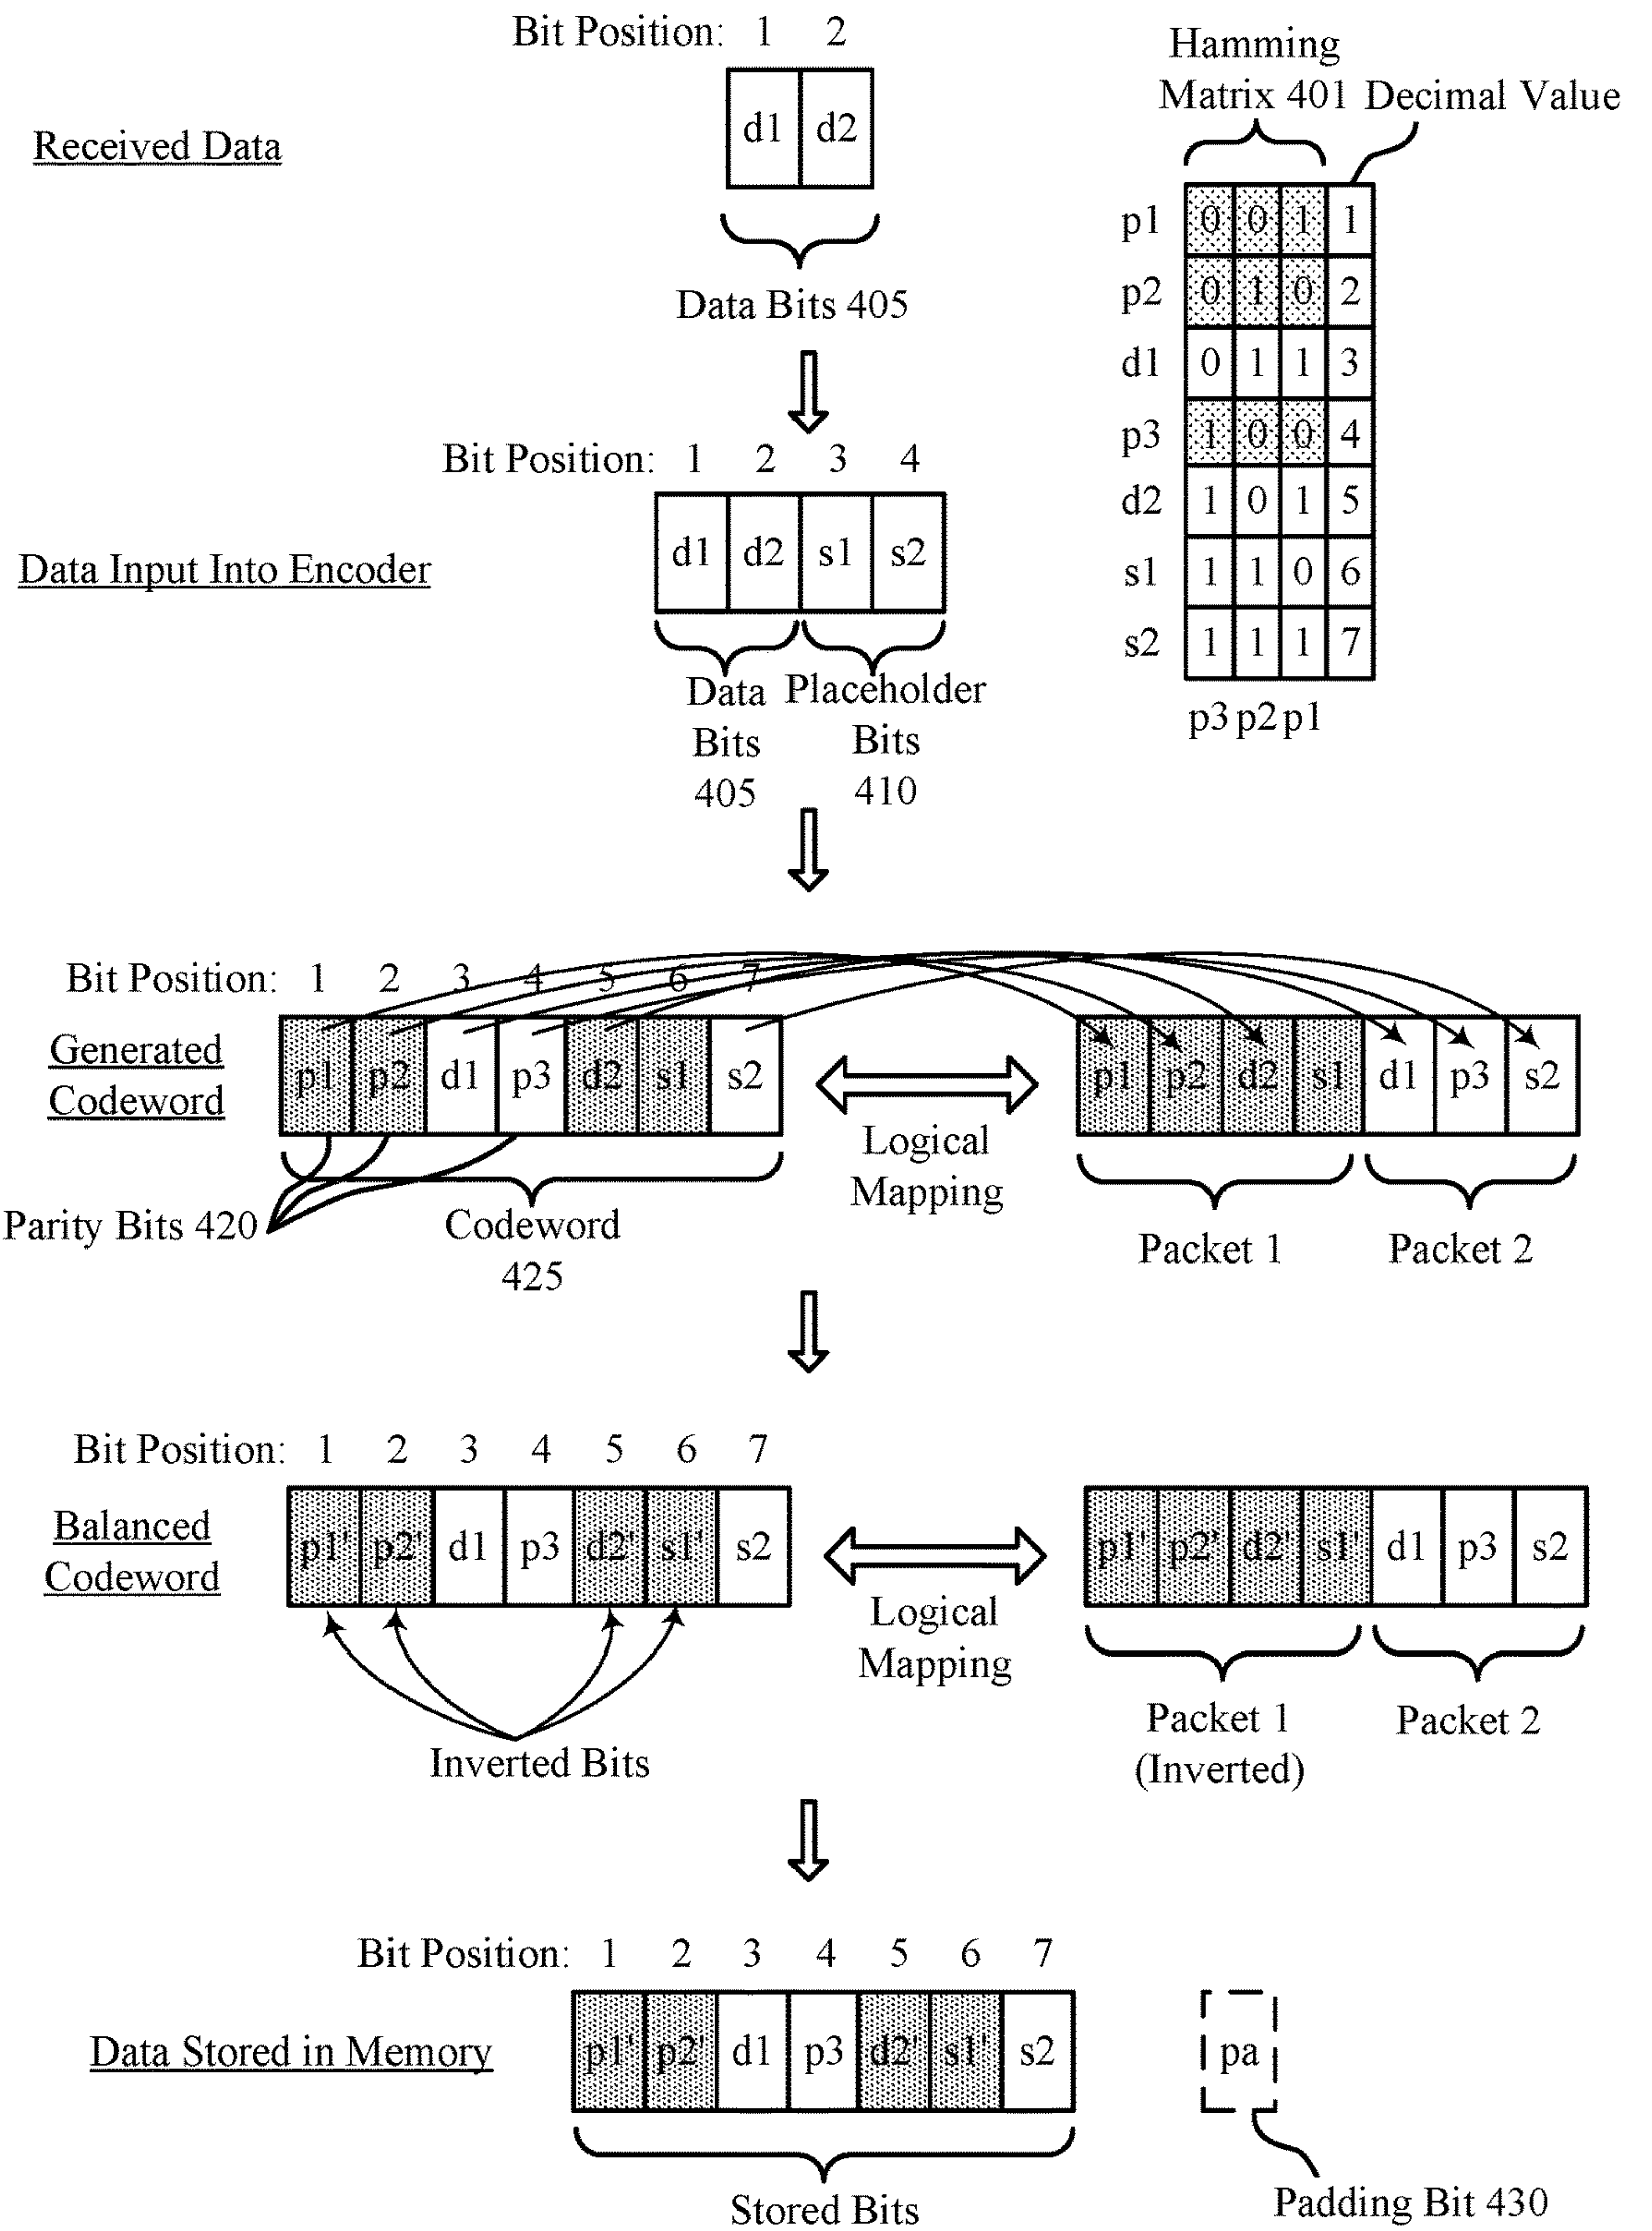 Bit Position: 1 2
Hamming
Matrix 401 Decimal Value
Received Data
d1 d2
Data Bits 405
p1 0 0 1 1
p2 0 1 0 2
d1 0 1 1 3
p3 1 0 0 4
d2 1 0 1 5
s1 1 1 0 6
s2 1 1 1 7
p3 p2 p1
Bit Position: 1 2 3 4
Data Input Into Encoder
d1 d2 s1 s2
Data Placeholder
Bits Bits
405 410
Bit Position: 1 2 3 4 5 6 7
Generated
Codeword
p1 p2 d1 p3 d2 s1 s2
Logical
Mapping
p1 p2 d2 s1 d1 p3 s2
Parity Bits 420
Codeword
425
Packet 1 Packet 2
Bit Position: 1 2 3 4 5 6 7
Balanced
Codeword
p1' p2' d1 p3 d2' s1' s2
Logical
Mapping
p1' p2' d2' s1' d1 p3 s2
Inverted Bits
Packet 1 Packet 2
(Inverted)
Bit Position: 1 2 3 4 5 6 7
Data Stored in Memory
p1' p2' d1 p3 d2' s1' s2
pa
Stored Bits
Padding Bit 430